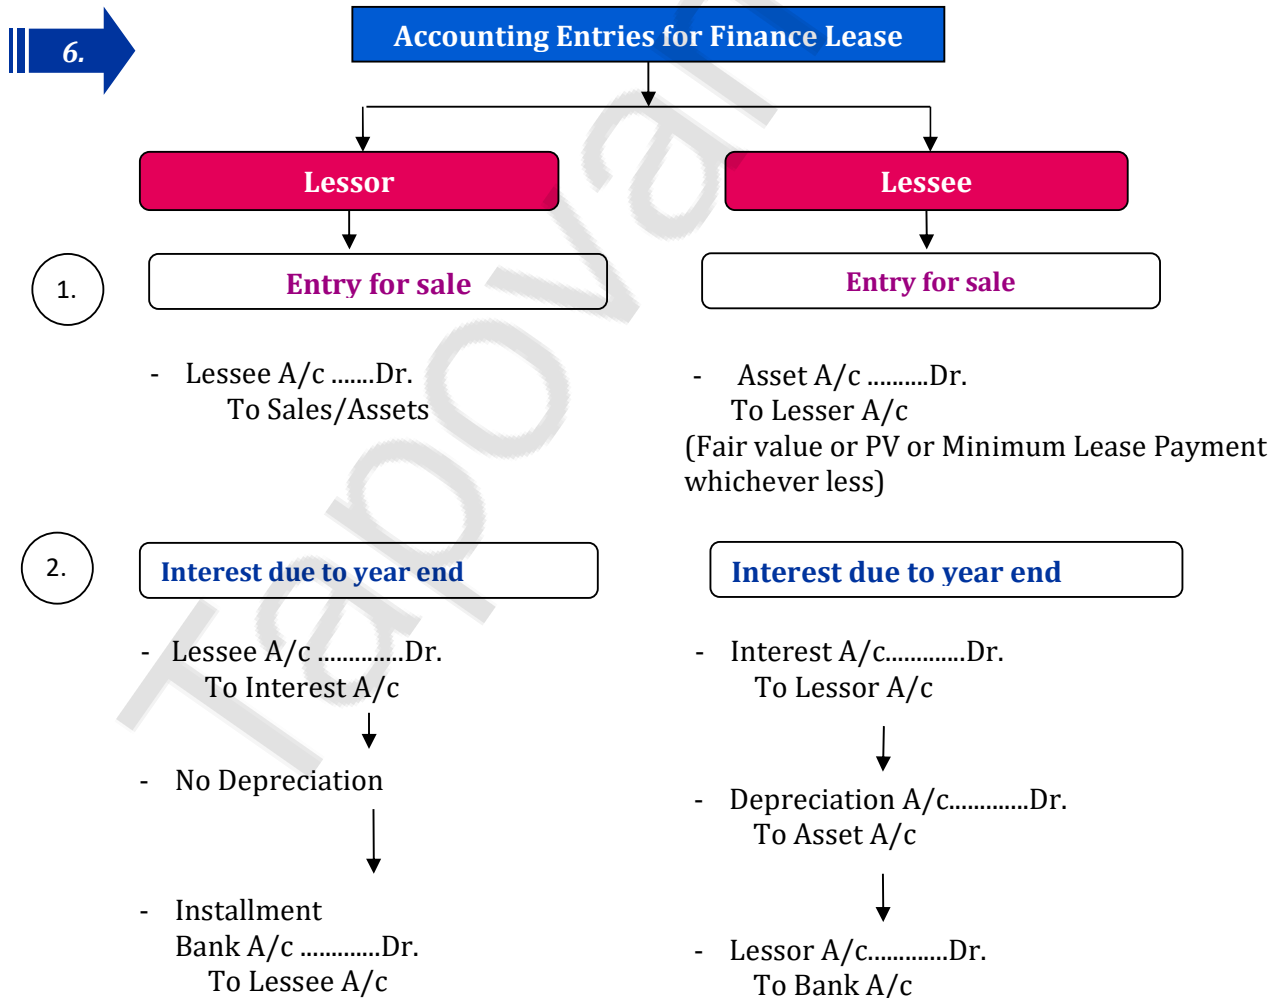 6.
Accounting Entries for Finance Lease
Lessor
Lessee
1.
Entry for sale
Entry for sale
- Lessee A/c .......Dr.
To Sales/Assets
- Asset A/c ..........Dr.
To Lesser A/c
(Fair value or PV or Minimum Lease Payment
whichever less)
2.
Interest due to year end
Interest due to year end
- Lessee A/c ..............Dr.
To Interest A/c
- No Depreciation
- Installment
Bank A/c .............Dr.
To Lessee A/c
- Interest A/c.............Dr.
To Lessor A/c
- Depreciation A/c.............Dr.
To Asset A/c
- Lessor A/c.............Dr.
To Bank A/c
Tapovan